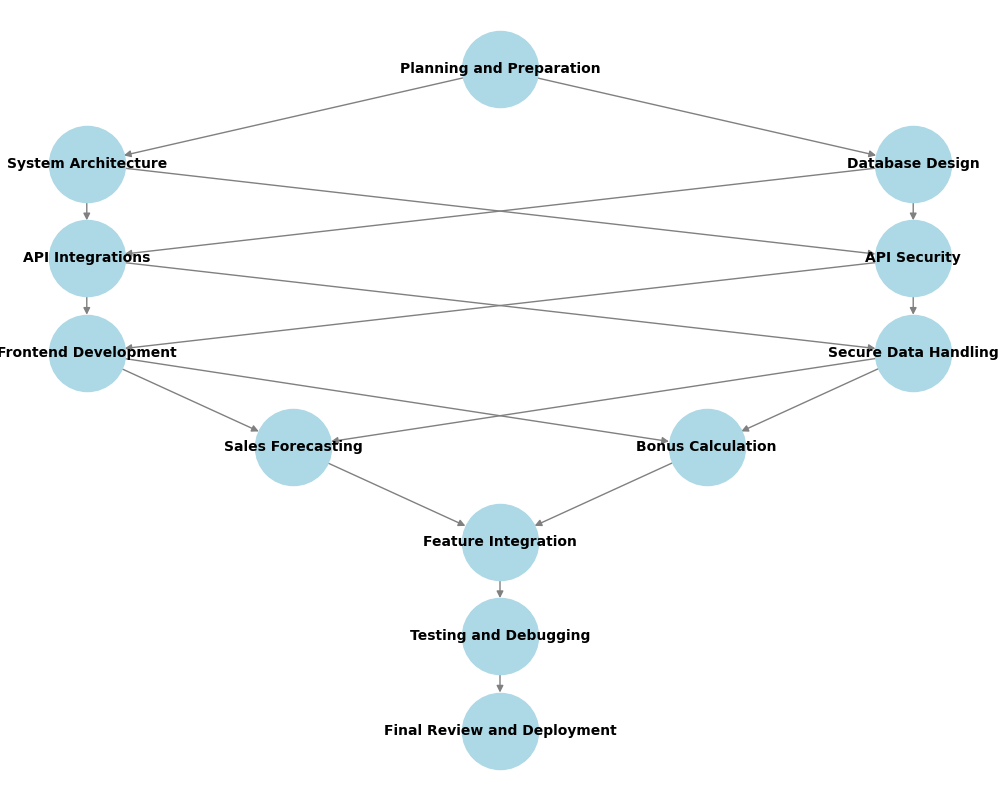 Planning and Preparation
System Architecture
Database Design
API Integrations
API Security
Frontend Development
Secure Data Handling
Sales Forecasting
Bonus Calculation
Feature Integration
Testing and Debugging
Final Review and Deployment